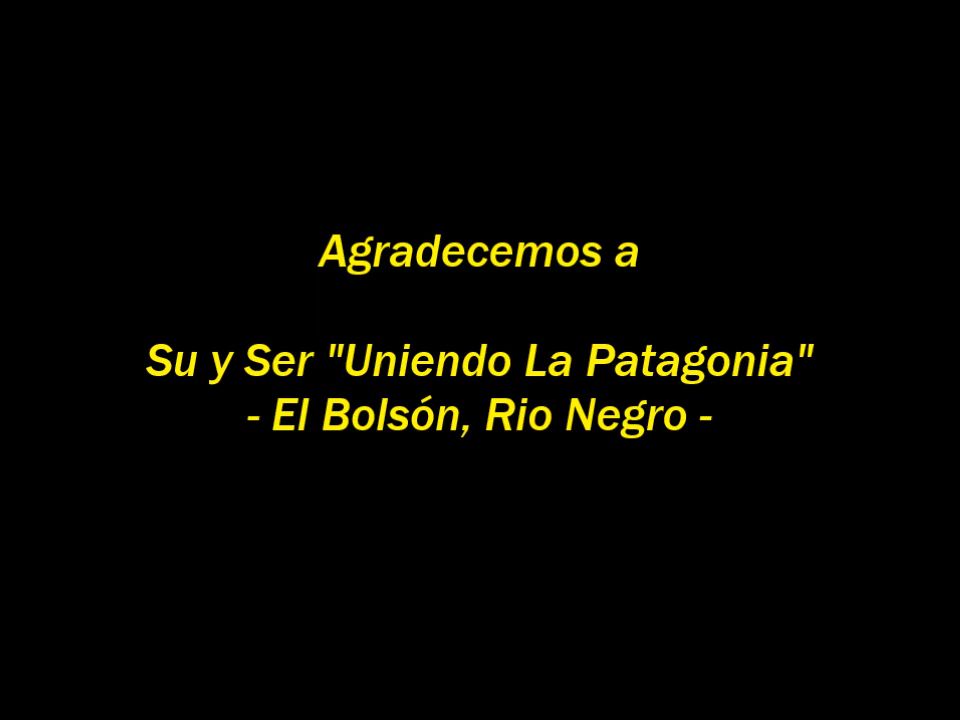 Agradecemos a
Su y Ser "Uniendo La Patagonia"
- El Bolsón, Rio Negro -